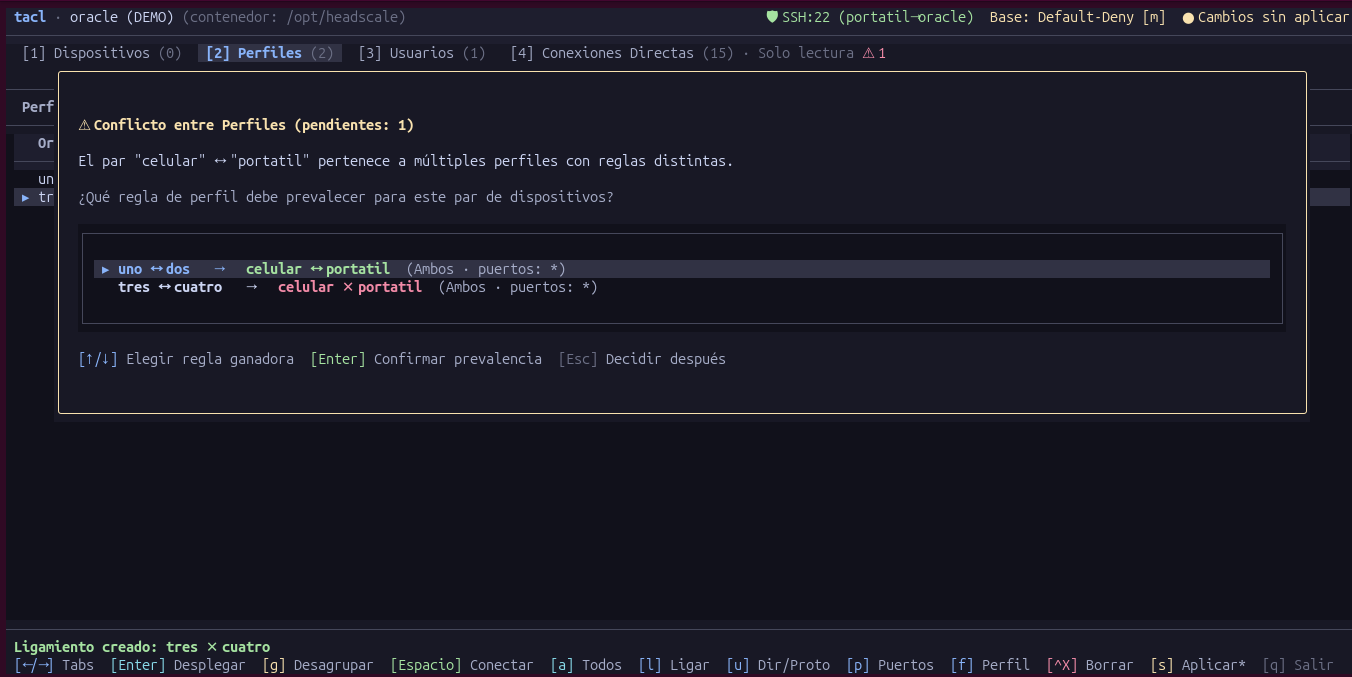 tacl · oracle (DEMO) (contenedor: /opt/headscale) SSH:22 (portatil→oracle) Base: Default-Deny [m] ● Cambios sin aplicar
[1] Dispositivos (0) [2] Perfiles (2) [3] Usuarios (1) [4] Conexiones Directas (15) · Solo lectura ⚠ 1
Perf
⚠ Conflicto entre Perfiles (pendientes: 1)
Or
El par "celular" ↔ "portatil" pertenece a múltiples perfiles con reglas distintas.
un
▸ tr
¿Qué regla de perfil debe prevalecer para este par de dispositivos?
▸ uno ↔ dos → celular ↔ portatil (Ambos · puertos: *)
tres ↔ cuatro → celular ✕ portatil (Ambos · puertos: *)
[↑/↓] Elegir regla ganadora [Enter] Confirmar prevalencia [Esc] Decidir después
Ligamiento creado: tres ✕ cuatro
[←/→] Tabs [Enter] Desplegar [g] Desagrupar [Espacio] Conectar [a] Todos [l] Ligar [u] Dir/Proto [p] Puertos [f] Perfil [^X] Borrar [s] Aplicar* [q] Salir